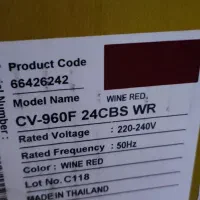 Product Code
66426242
Model Name WINE RED
CV-960F 24CBS WR
Rated Voltage : 220-240V
Rated Frequency : 50Hz
Color : WINE RED
Lot No. C118
MADE IN THAILAND
Number: